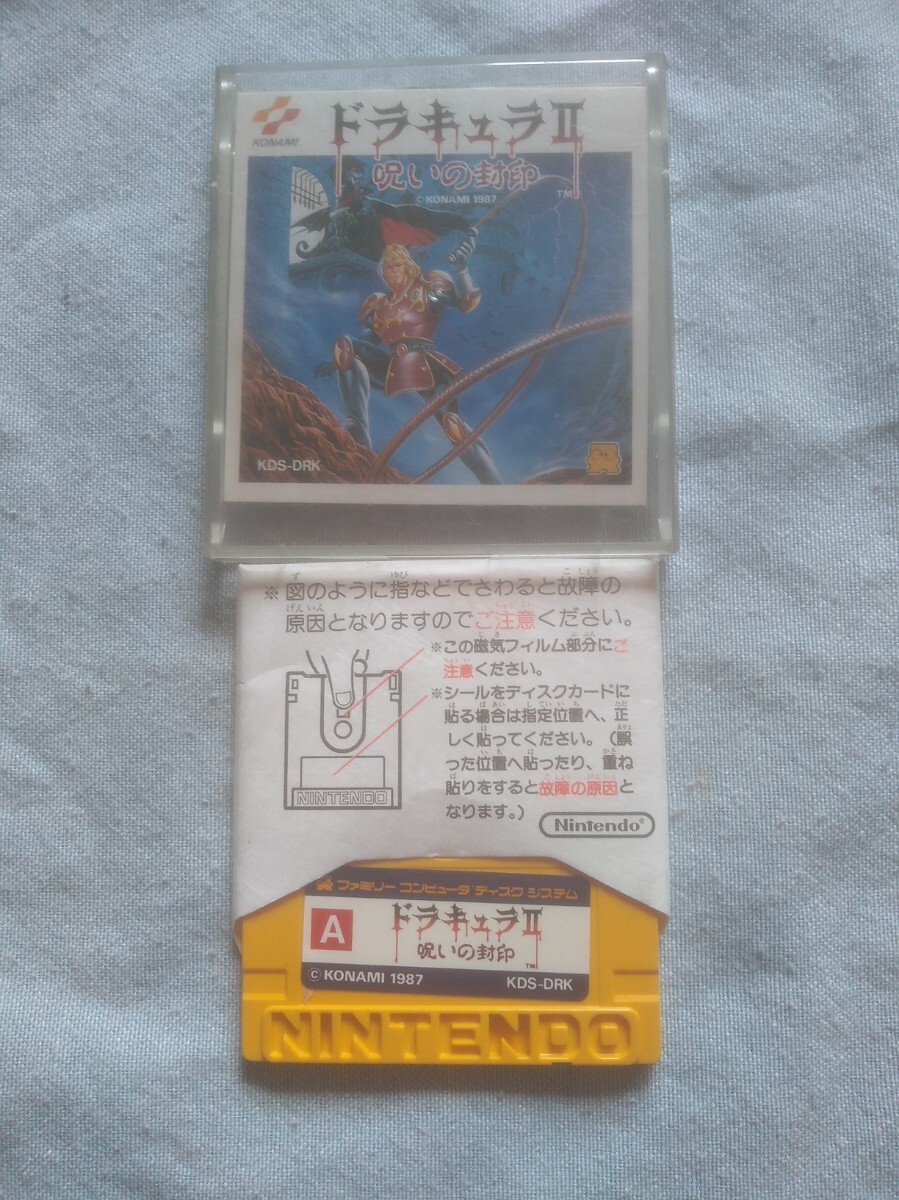 KONAMI
ドラキュラII
呪いの封印
TM
© KONAMI 1987
KDS-DRK
※図のように指などでさわると故障の
原因となりますのでご注意ください。
※この磁気フィルム部分にご
注意ください。
※シールをディスクカードに
貼る場合は指定位置へ、正
しく貼ってください。(誤
った位置へ貼ったり、重ね
貼りをすると故障の原因と
なります。)
NINTENDO
Nintendo®
ファミリー コンピュータ ディスク システム
A
ドラキュラII
呪いの封印
TM
© KONAMI 1987
KDS-DRK
NINTENDO